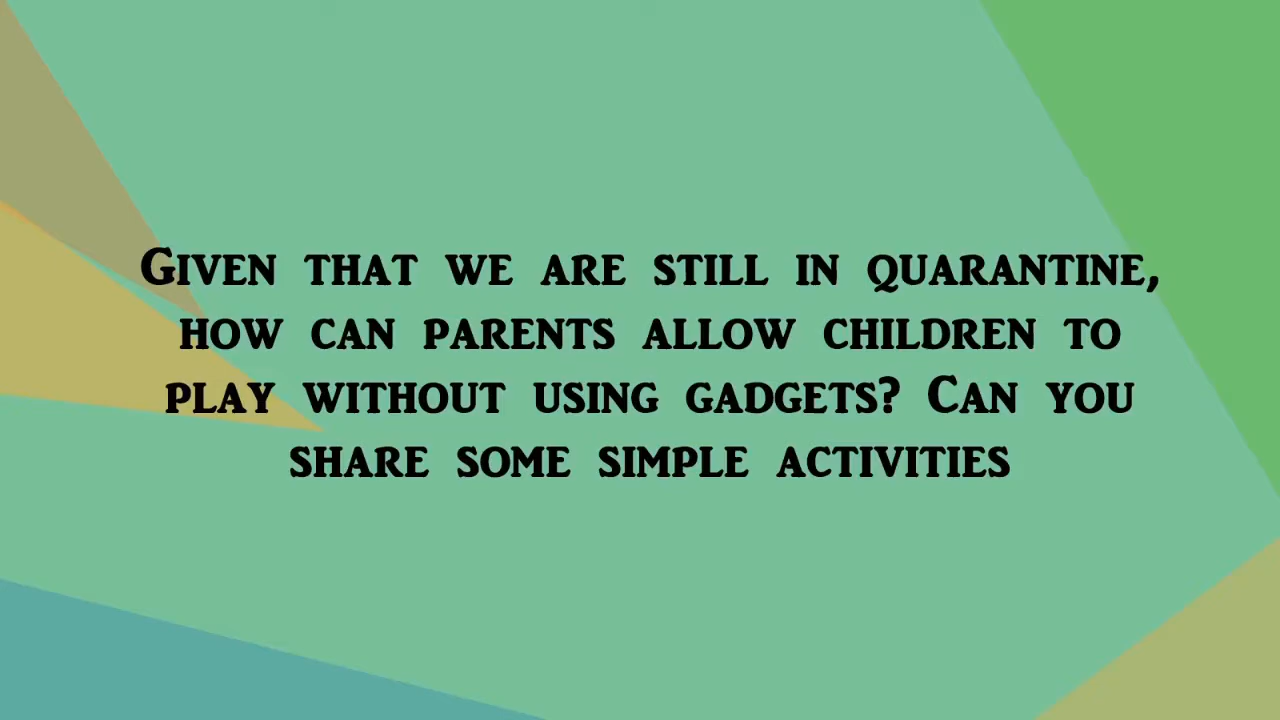 Given that we are still in quarantine,
how can parents allow children to
play without using gadgets? Can you
share some simple activities